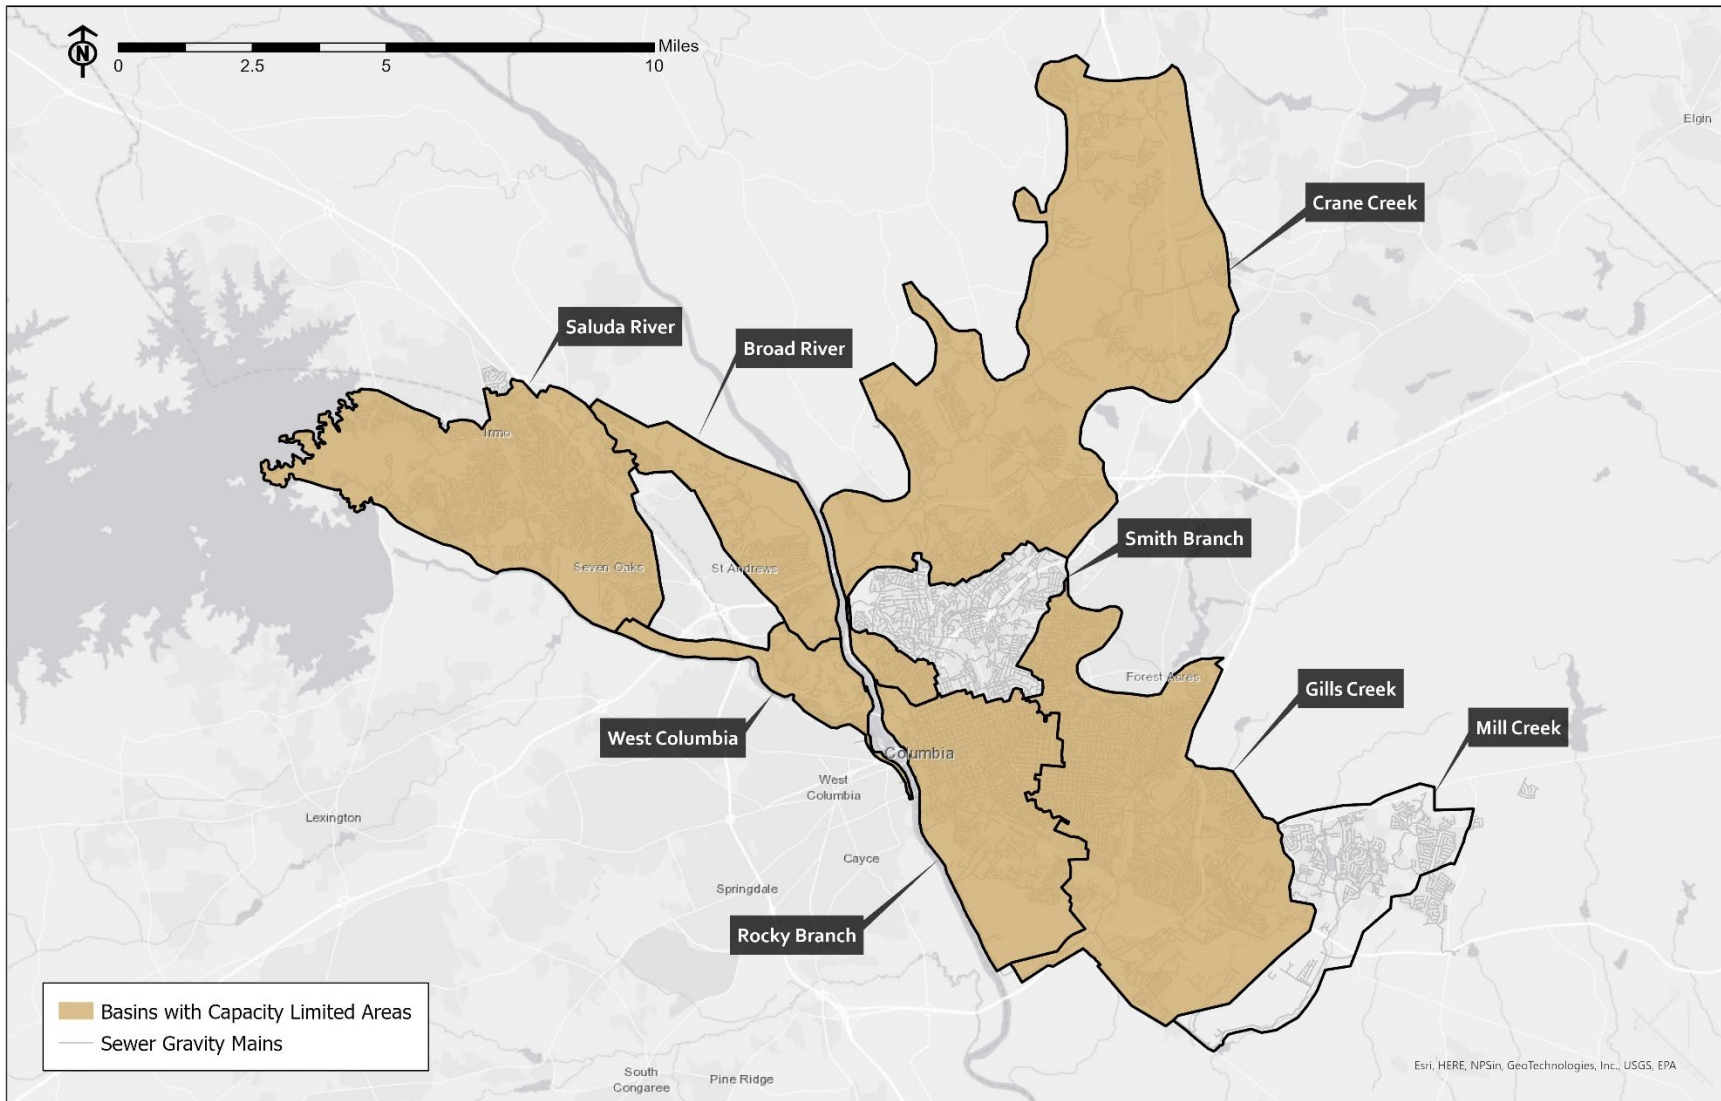 N
Miles
0 2.5 5 10
Elgin
Crane Creek
Saluda River
Broad River
Irmo
Smith Branch
Seven Oaks
St Andrews
Forest Acres
Gills Creek
Mill Creek
West Columbia
Columbia
West
Columbia
Lexington
Cayce
Springdale
Rocky Branch
Basins with Capacity Limited Areas
Sewer Gravity Mains
South
Congaree
Pine Ridge
Esri, HERE, NPSin, GeoTechnologies, Inc., USGS, EPA